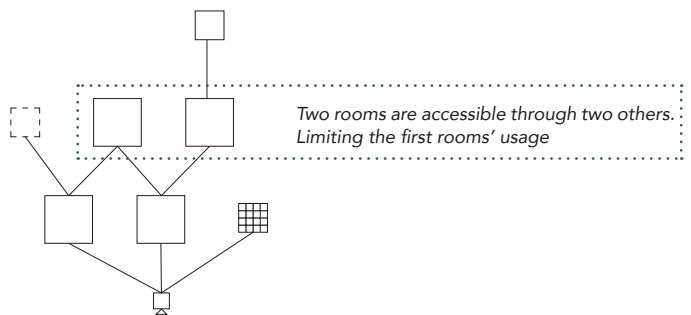 Two rooms are accessible through two others.
Limiting the first rooms' usage